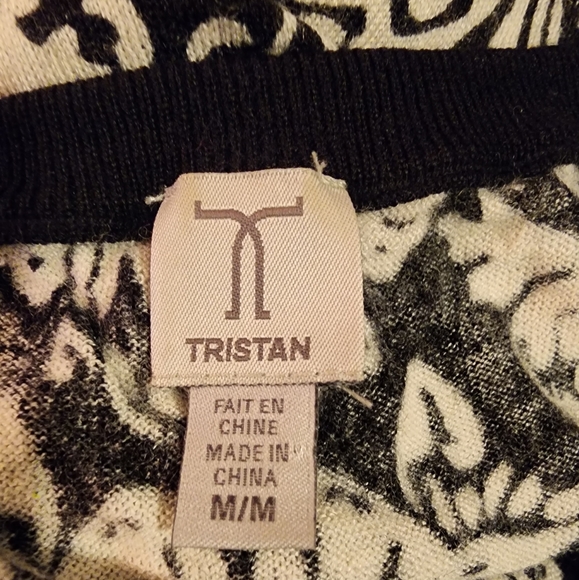 TRISTAN
FAIT EN
CHINE
MADE IN
CHINA
M/M